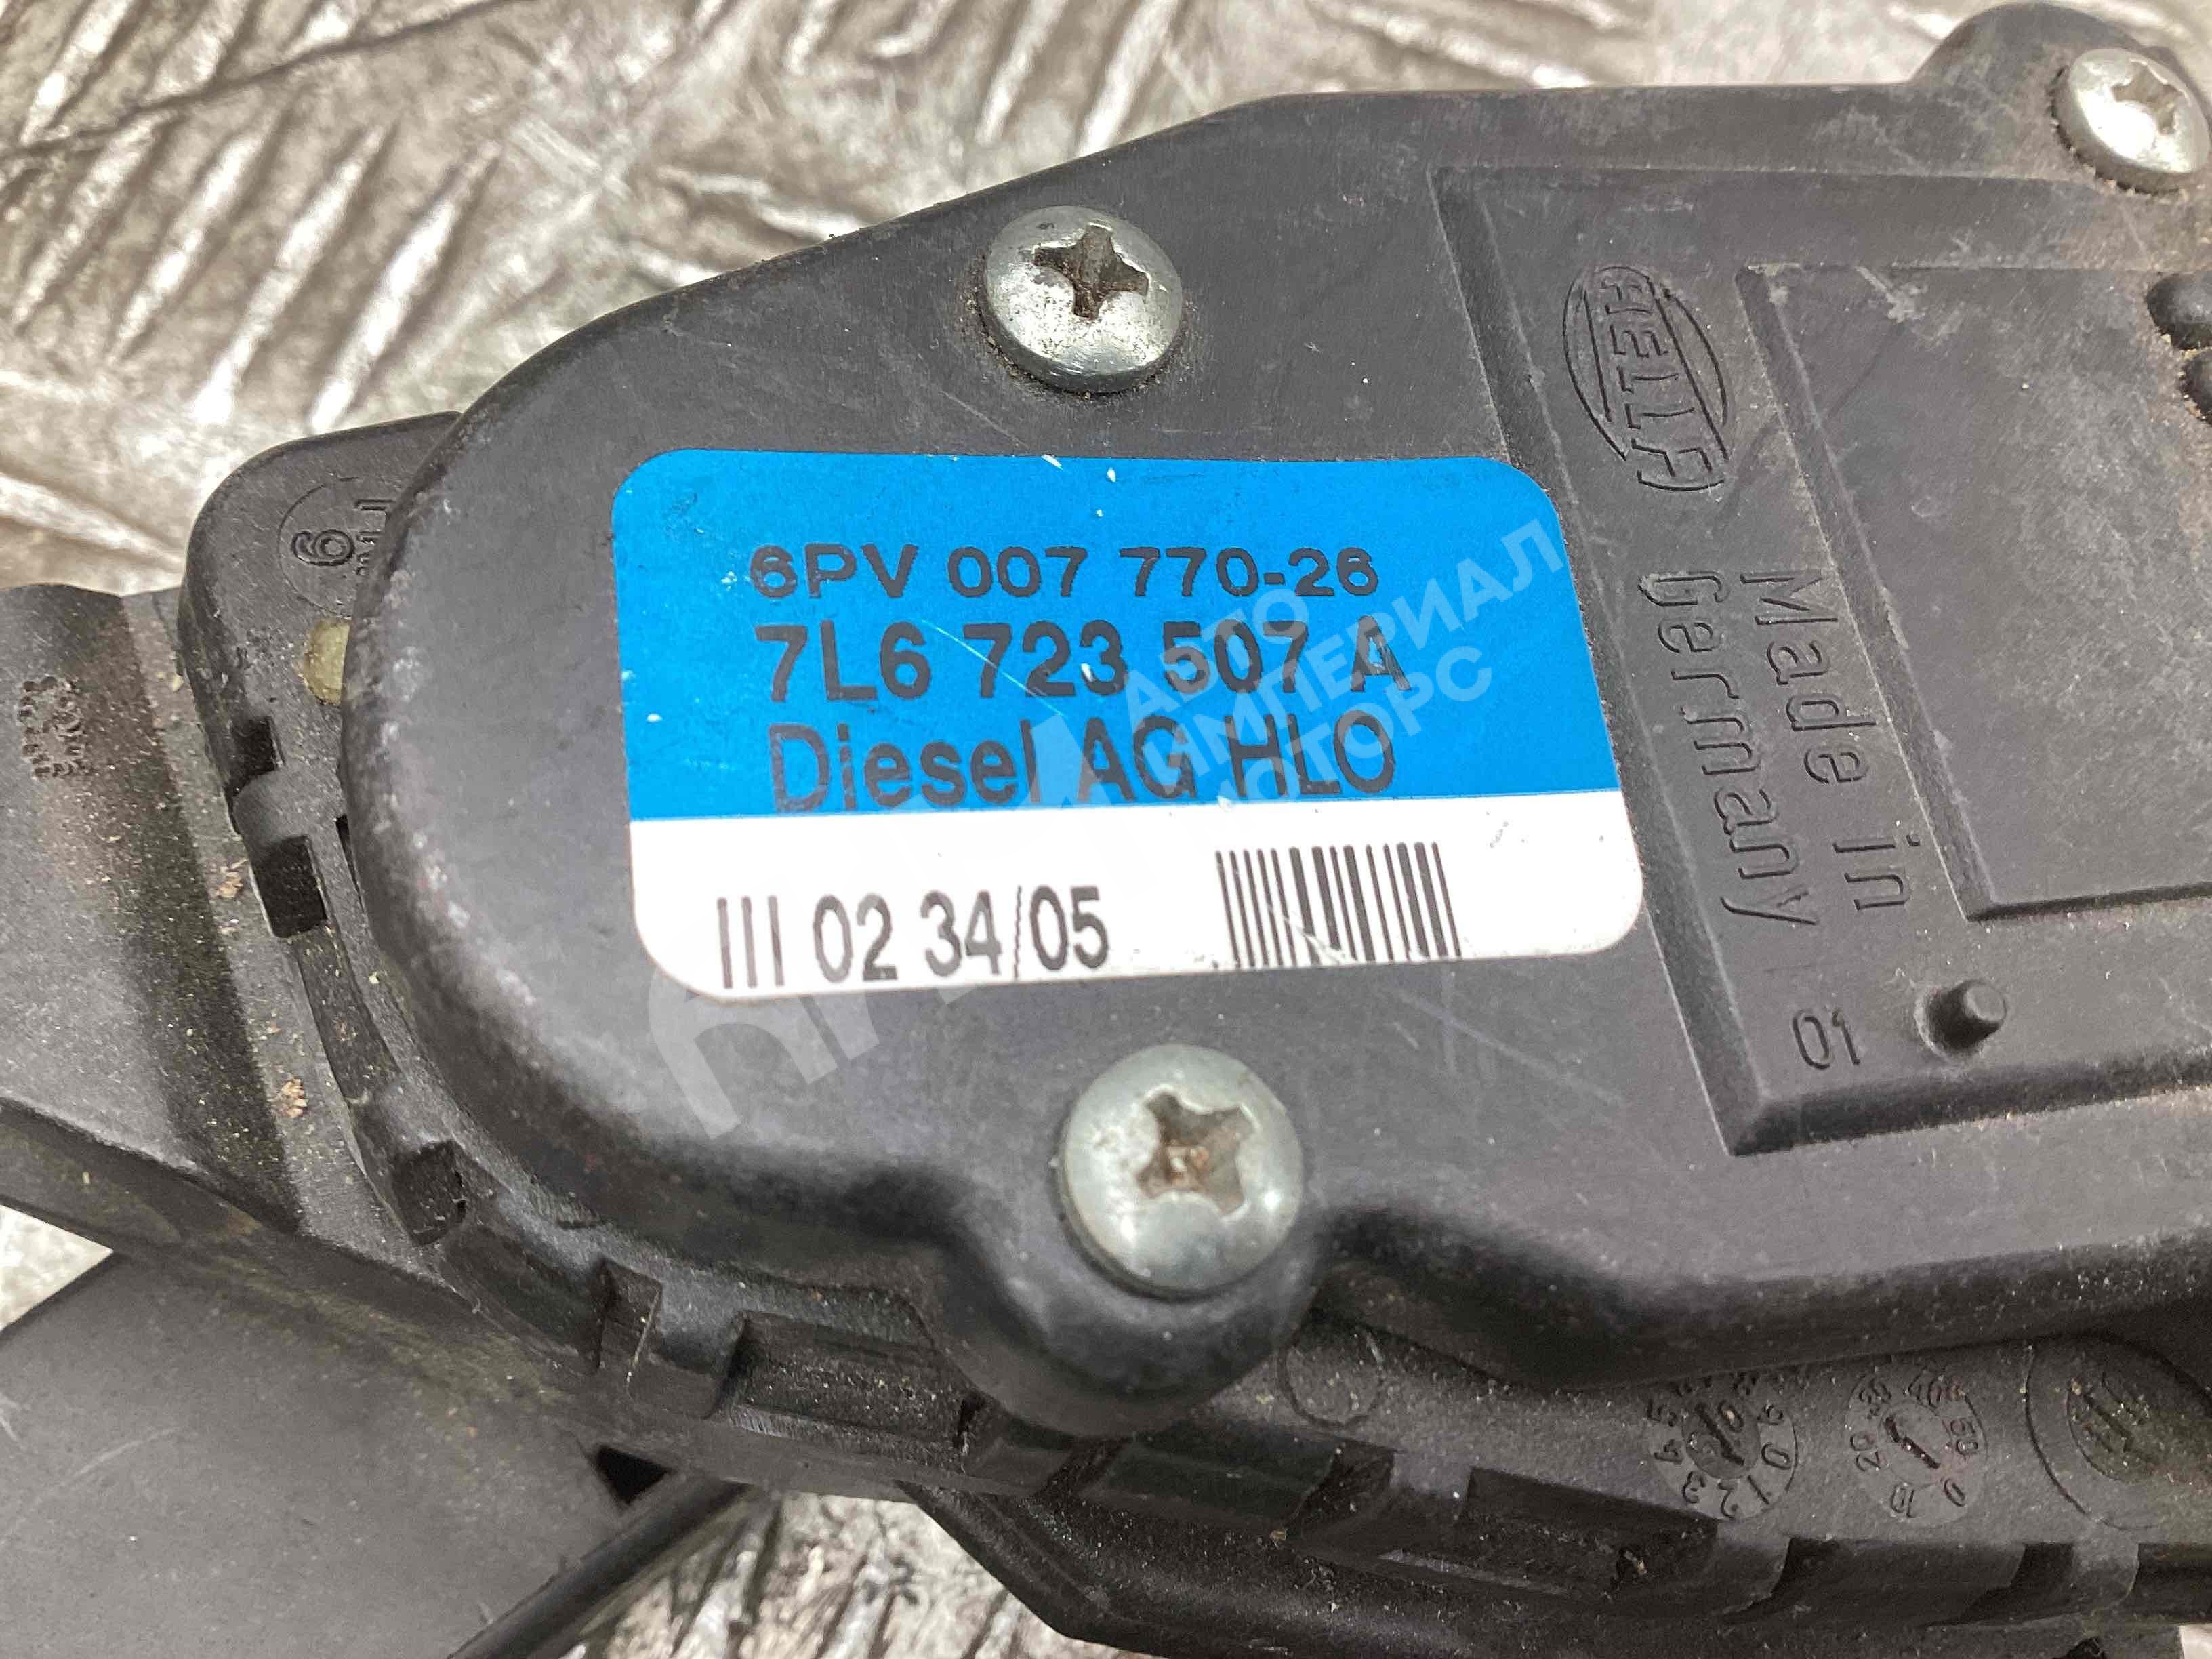 6PV 007 770-26
7L6 723 507 A
Diesel AG HLO
III 02 34/05
HELLA
Made in
Germany
01
АВТО
ИМПЕРИАЛ
МОТОРС